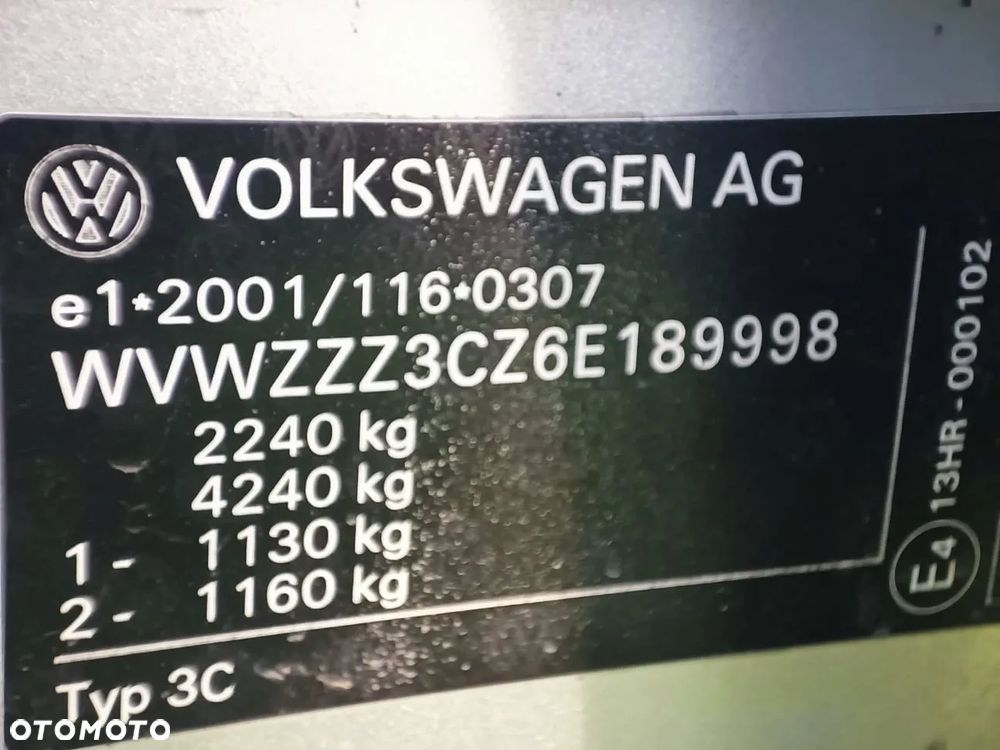 VOLKSWAGEN AG
e1*2001/116*0307
WVWZZZ3CZ6E189998
2240 kg
4240 kg
1 - 1130 kg
2 - 1160 kg
Typ 3C
E4 13HR-000102
OTOMOTO